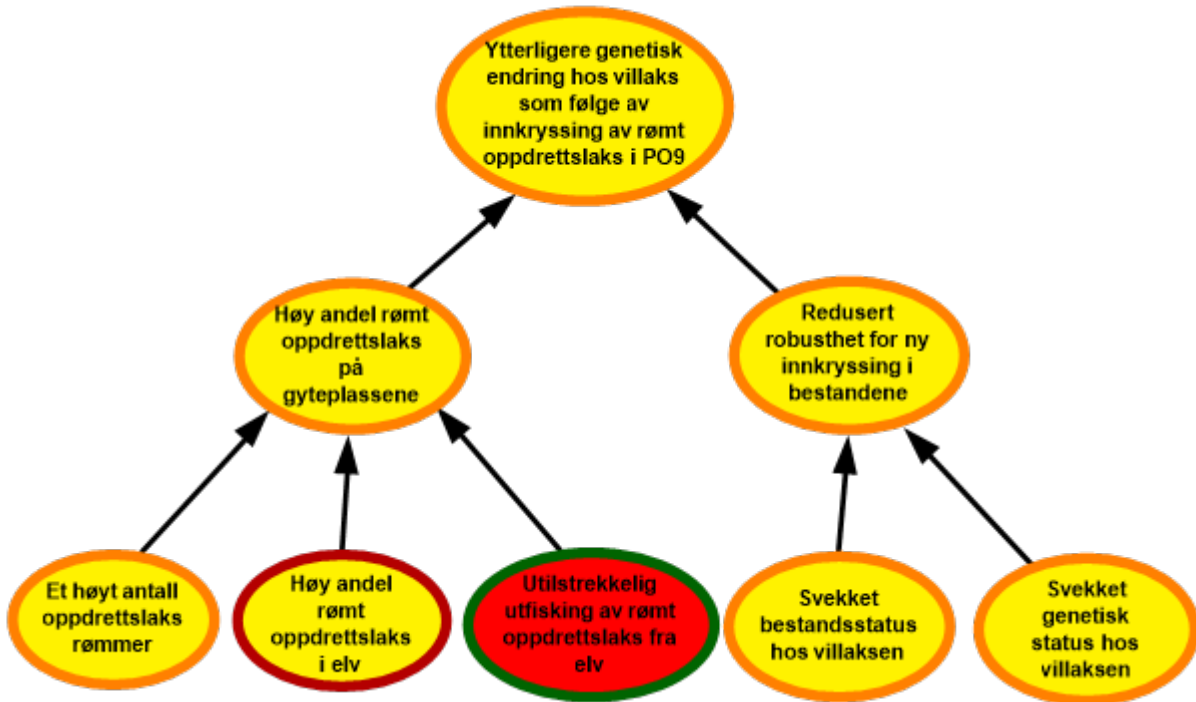 Ytterligere genetisk
endring hos villaks
som følge av
innkryssing av rømt
oppdrettslaks i PO9
Høy andel rømt
oppdrettslaks
på
gyteplassene
Redusert
robusthet for ny
innkryssing i
bestandene
Et høyt antall
oppdrettslaks
rømmer
Høy andel
rømt
oppdrettslaks
i elv
Utilstrekkelig
utfisking av rømt
oppdrettslaks fra
elv
Svekket
bestandsstatus
hos villaksen
Svekket
genetisk
status hos
villaksen